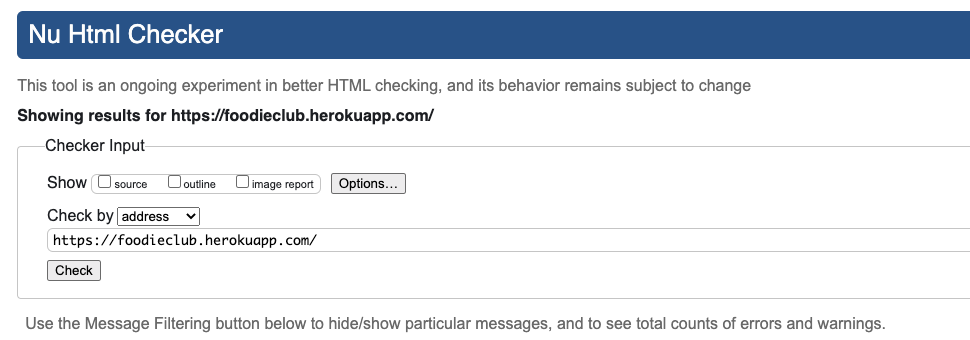 Nu Html Checker
This tool is an ongoing experiment in better HTML checking, and its behavior remains subject to change
Showing results for https://foodieclub.herokuapp.com/
Checker Input
Show source outline image report Options...
Check by address
https://foodieclub.herokuapp.com/
Check
Use the Message Filtering button below to hide/show particular messages, and to see total counts of errors and warnings.